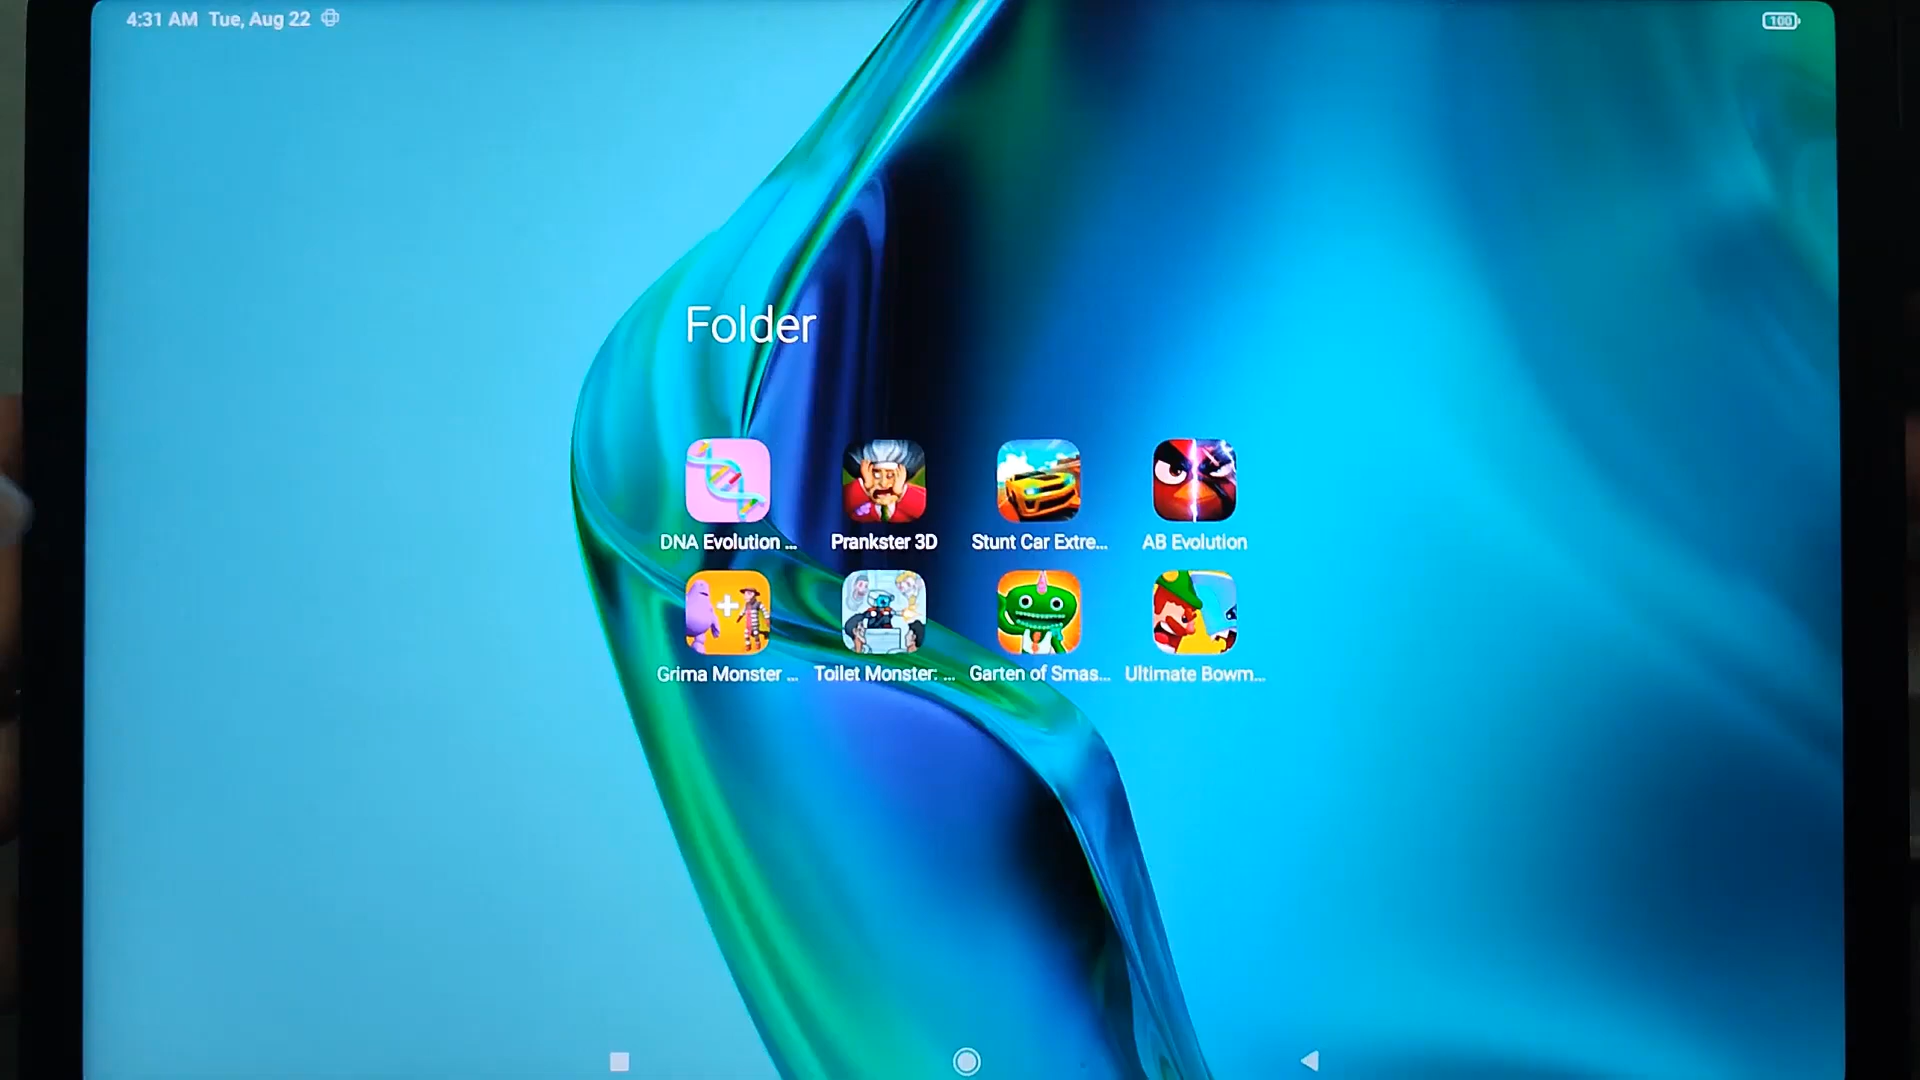 4:31 AM Tue, Aug 22
100
Folder
DNA Evolution ...
Prankster 3D
Stunt Car Extre...
AB Evolution
Grima Monster ...
Toilet Monster: ...
Garten of Smas...
Ultimate Bowm...